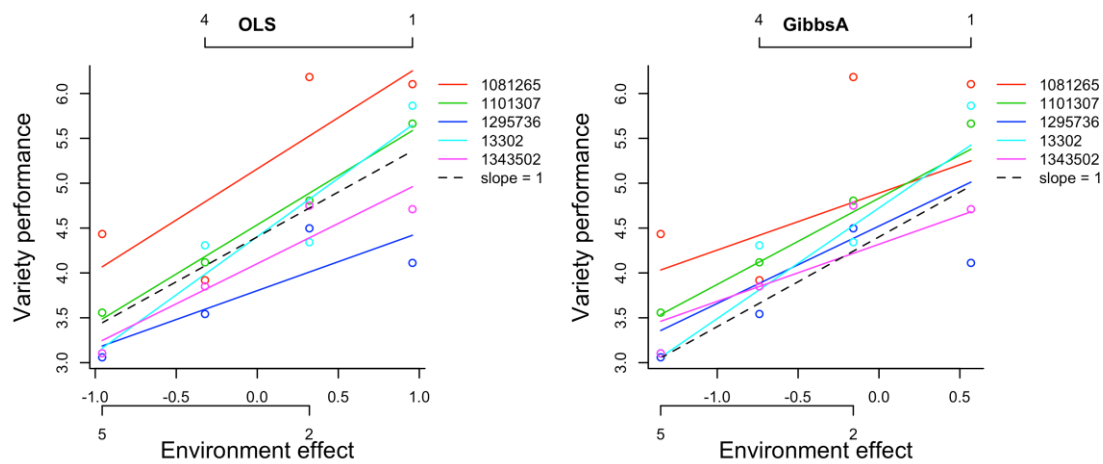 4 1
OLS
Variety performance
6.0
5.5
5.0
4.5
4.0
3.5
3.0
1081265
1101307
1295736
13302
1343502
slope = 1
-1.0 -0.5 0.0 0.5 1.0
5 2
Environment effect
4 1
GibbsA
Variety performance
6.0
5.5
5.0
4.5
4.0
3.5
3.0
1081265
1101307
1295736
13302
1343502
slope = 1
-1.0 -0.5 0.0 0.5
5 2
Environment effect